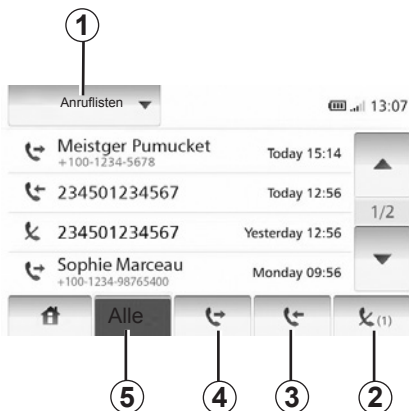 1
Anruflisten
13:07
Meistger Pumucket
Today 15:14
+100-1234-5678
234501234567
Today 12:56
1/2
234501234567
Yesterday 12:56
Sophie Marceau
Monday 09:56
+100-1234-98765400
Alle
(1)
5
4
3
2